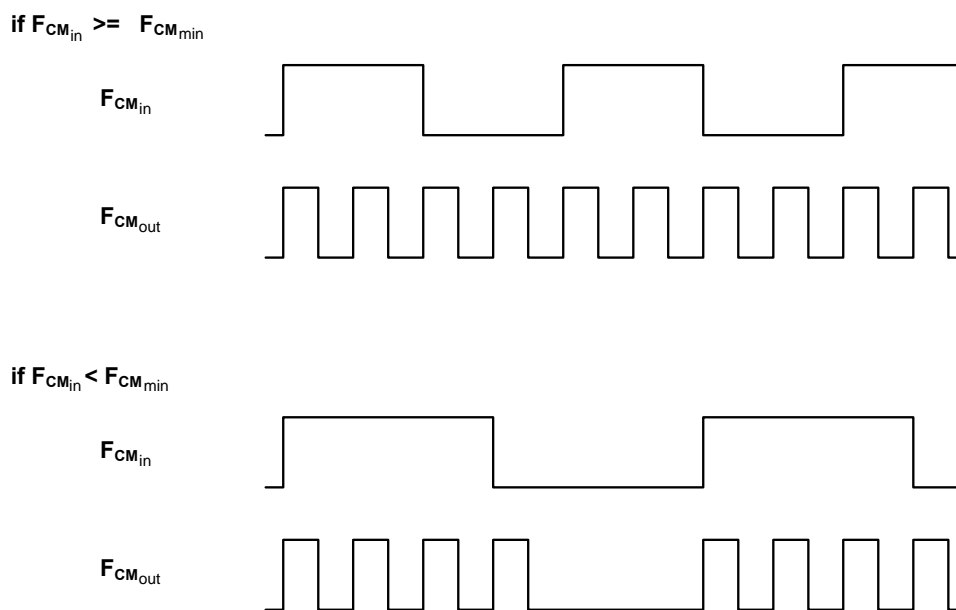 if FCMin >= FCMmin
FCMin
FCMout
if FCMin < FCMmin
FCMin
FCMout